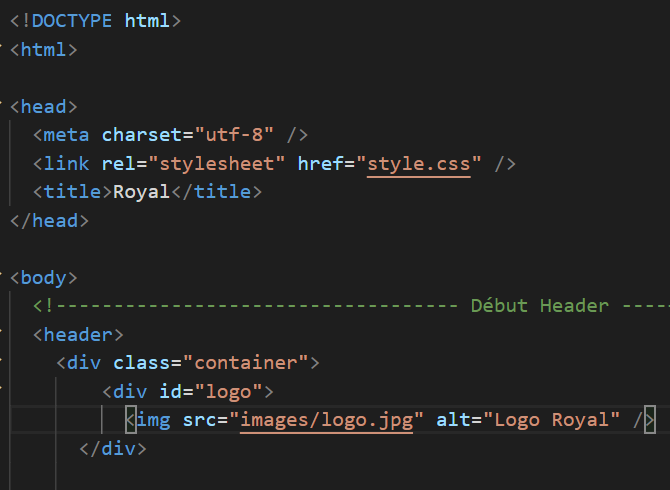 <!DOCTYPE html>
<html>
<head>
<meta charset="utf-8" />
<link rel="stylesheet" href="style.css" />
<title>Royal</title>
</head>
<body>
<!----------------------------------- Début Header -----
<header>
<div class="container">
<div id="logo">
<img src="images/logo.jpg" alt="Logo Royal" />
</div>